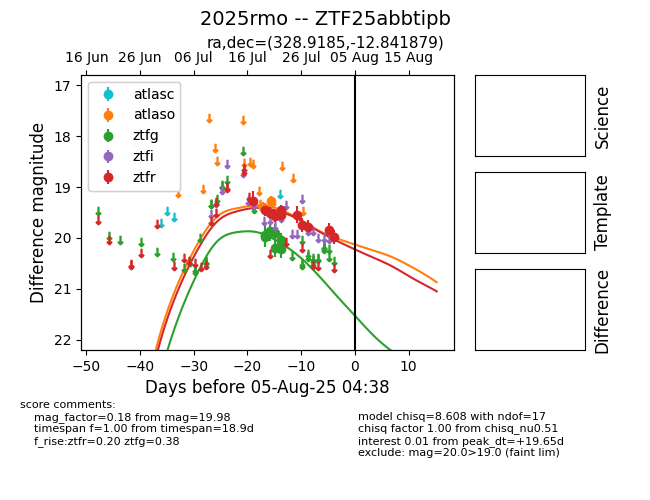 2025rmo -- ZTF25abbtipb
ra,dec=(328.9185,-12.841879)
16 Jun 26 Jun 06 Jul 16 Jul 26 Jul 05 Aug 15 Aug
17
18
19
20
21
22
Difference magnitude
atlasc
atlaso
ztfg
ztfi
ztfr
−50 −40 −30 −20 −10 0 10
Days before 05-Aug-25 04:38
Science
Template
Difference
score comments:
mag_factor=0.18 from mag=19.98
timespan f=1.00 from timespan=18.9d
f_rise:ztfr=0.20 ztfg=0.38
model chisq=8.608 with ndof=17
chisq factor 1.00 from chisq_nu0.51
interest 0.01 from peak_dt=+19.65d
exclude: mag=20.0>19.0 (faint lim)